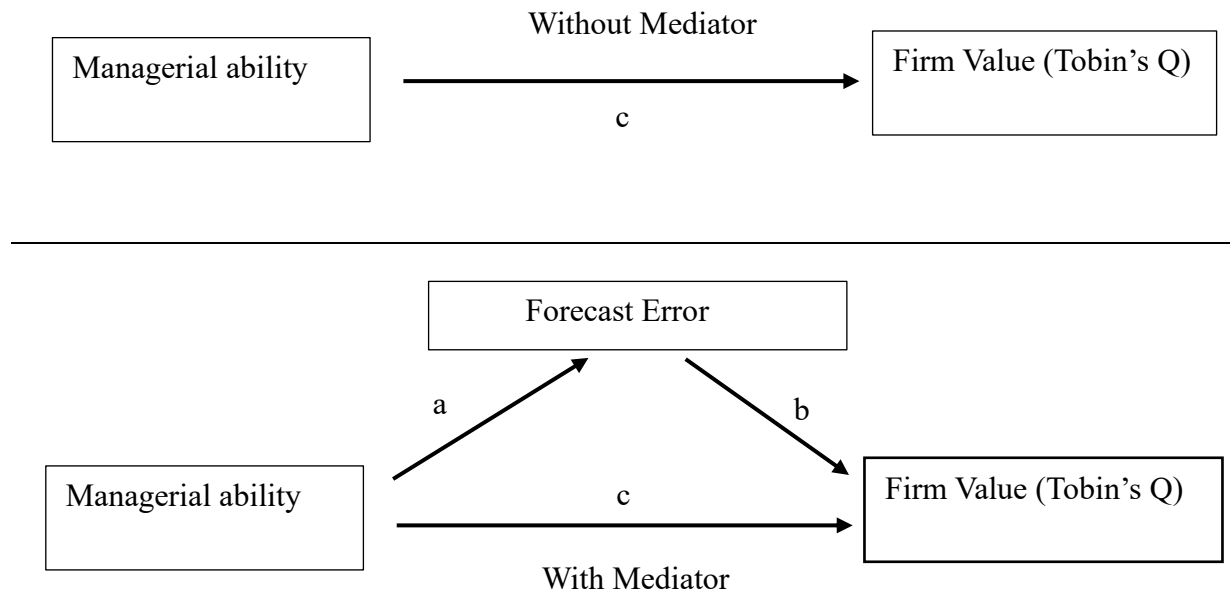 Without Mediator
Managerial ability
Firm Value (Tobin’s Q)
c
Forecast Error
a
b
Managerial ability
c
Firm Value (Tobin’s Q)
With Mediator